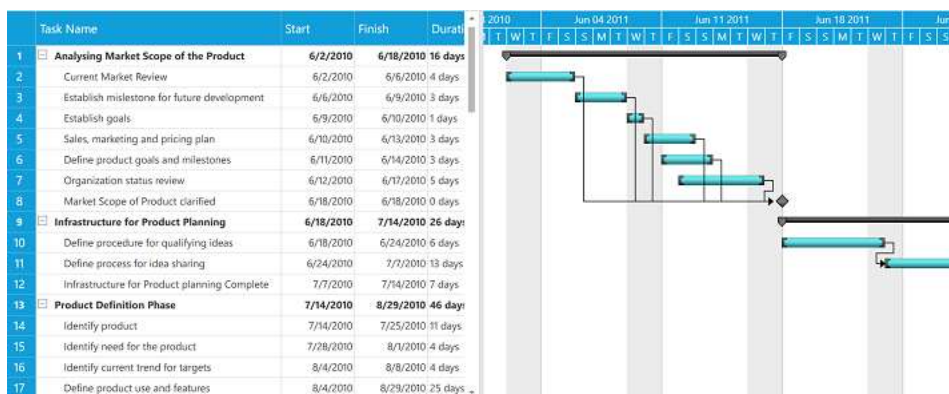 Task Name Start Finish Durati
2010 Jun 04 2011 Jun 11 2011 Jun 18 2011 Ju
T W T F S S M T W T F S S M T W T F S S M T W T F S S
1 Analysing Market Scope of the Product 6/2/2010 6/18/2010 16 days
2 Current Market Review 6/2/2010 6/6/2010 4 days
3 Establish mislestone for future development 6/6/2010 6/9/2010 3 days
4 Establish goals 6/9/2010 6/10/2010 1 days
5 Sales, marketing and pricing plan 6/10/2010 6/13/2010 3 days
6 Define product goals and milestones 6/11/2010 6/14/2010 3 days
7 Organization status review 6/12/2010 6/17/2010 5 days
8 Market Scope of Product clarified 6/18/2010 6/18/2010 0 days
9 Infrastructure for Product Planning 6/18/2010 7/14/2010 26 days
10 Define procedure for qualifying ideas 6/18/2010 6/24/2010 6 days
11 Define process for idea sharing 6/24/2010 7/7/2010 13 days
12 Infrastructure for Product planning Complete 7/7/2010 7/14/2010 7 days
13 Product Definition Phase 7/14/2010 8/29/2010 46 days
14 Identify product 7/14/2010 7/25/2010 11 days
15 Identify need for the product 7/28/2010 8/1/2010 4 days
16 Identify current trend for targets 8/4/2010 8/8/2010 4 days
17 Define product use and features 8/4/2010 8/29/2010 25 days